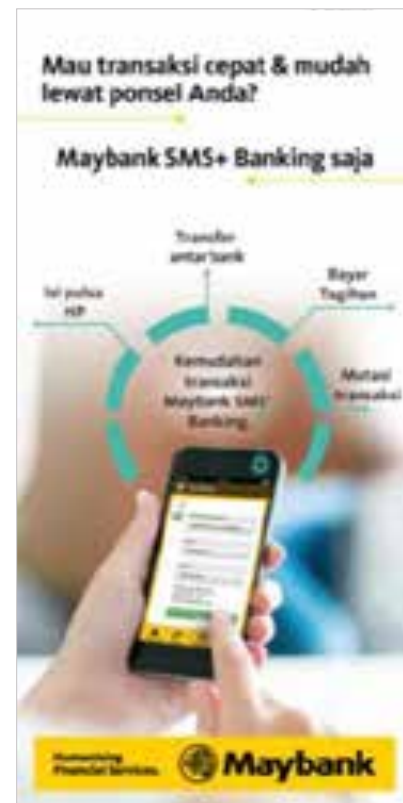 Mau transaksi cepat & mudah
lewat ponsel Anda?
Maybank SMS+ Banking saja
Transfer
antar bank
Isi pulsa
HP
Bayar
Tagihan
Kemudahan
transaksi
Maybank SMS+
Banking
Mutasi
transaksi
Humanising
Financial Services.
Maybank